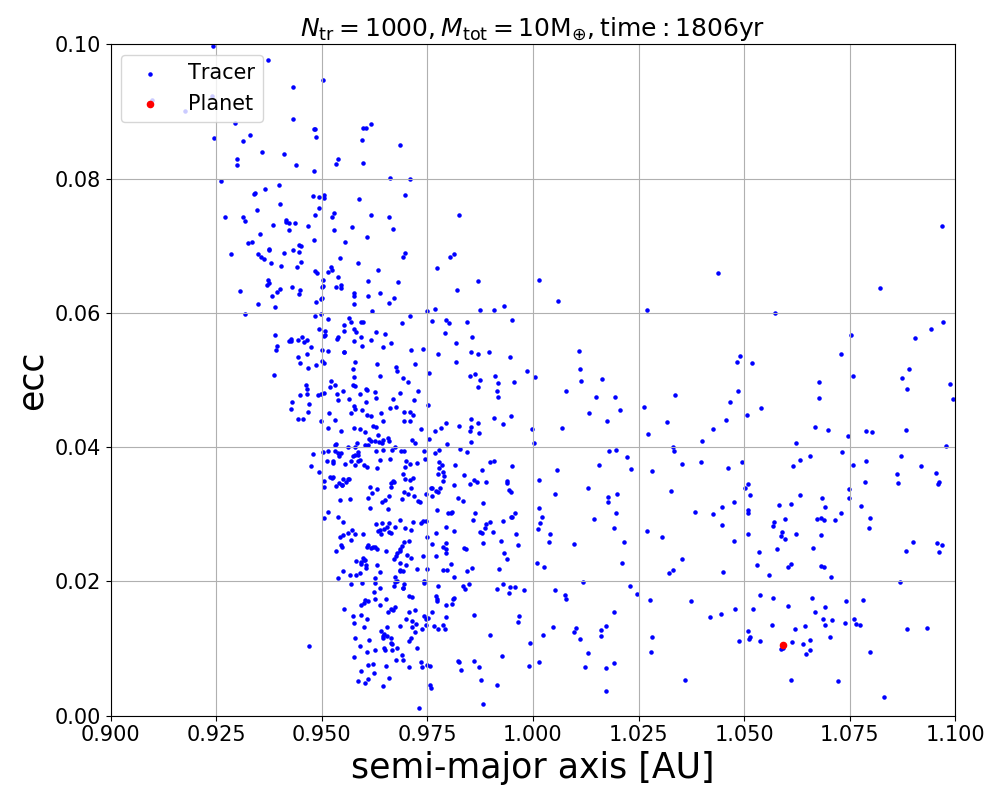 N_tr = 1000, M_tot = 10M_⊕, time : 1806yr
Tracer
Planet
0.10
0.08
0.06
0.04
0.02
0.00
ecc
0.900 0.925 0.950 0.975 1.000 1.025 1.050 1.075 1.100
semi-major axis [AU]